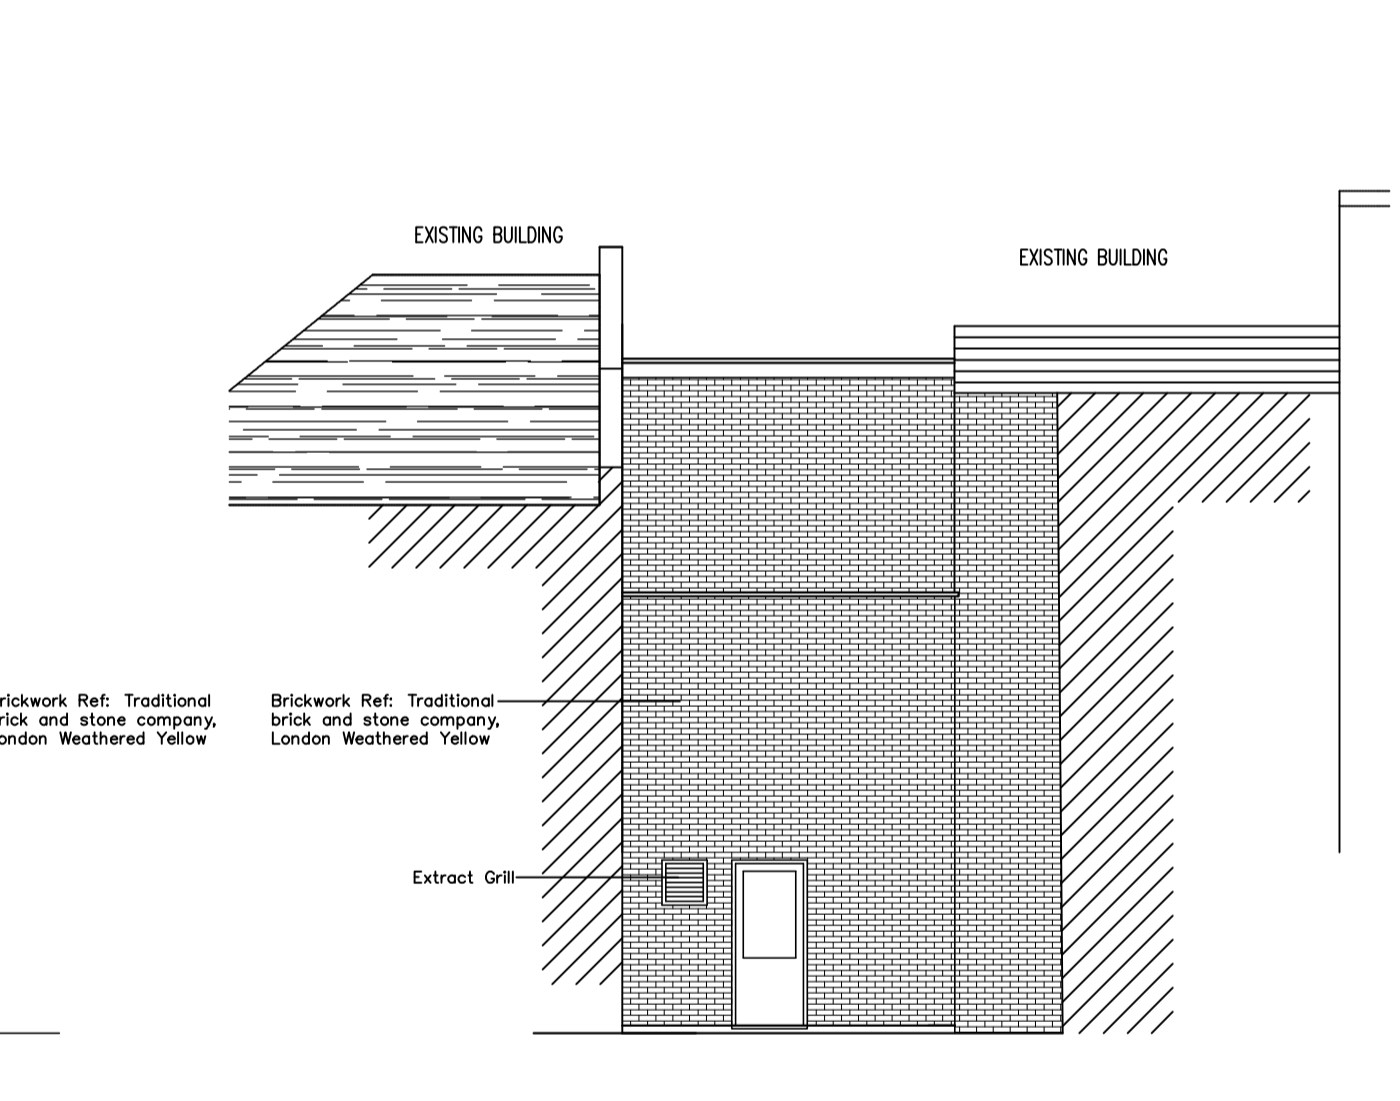 EXISTING BUILDING
EXISTING BUILDING
rickwork Ref: Traditional
rick and stone company,
ondon Weathered Yellow
Brickwork Ref: Traditional
brick and stone company,
London Weathered Yellow
Extract Grill